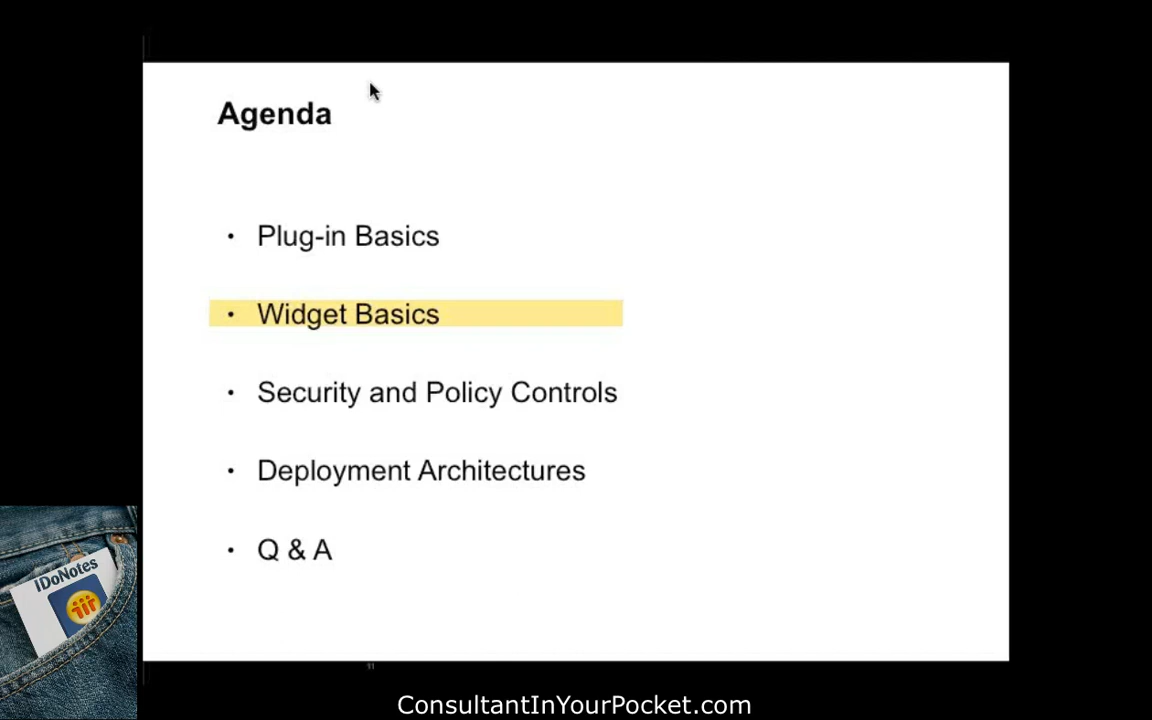 Agenda
• Plug-in Basics
• Widget Basics
• Security and Policy Controls
• Deployment Architectures
• Q & A
IDoNotes
ConsultantInYourPocket.com